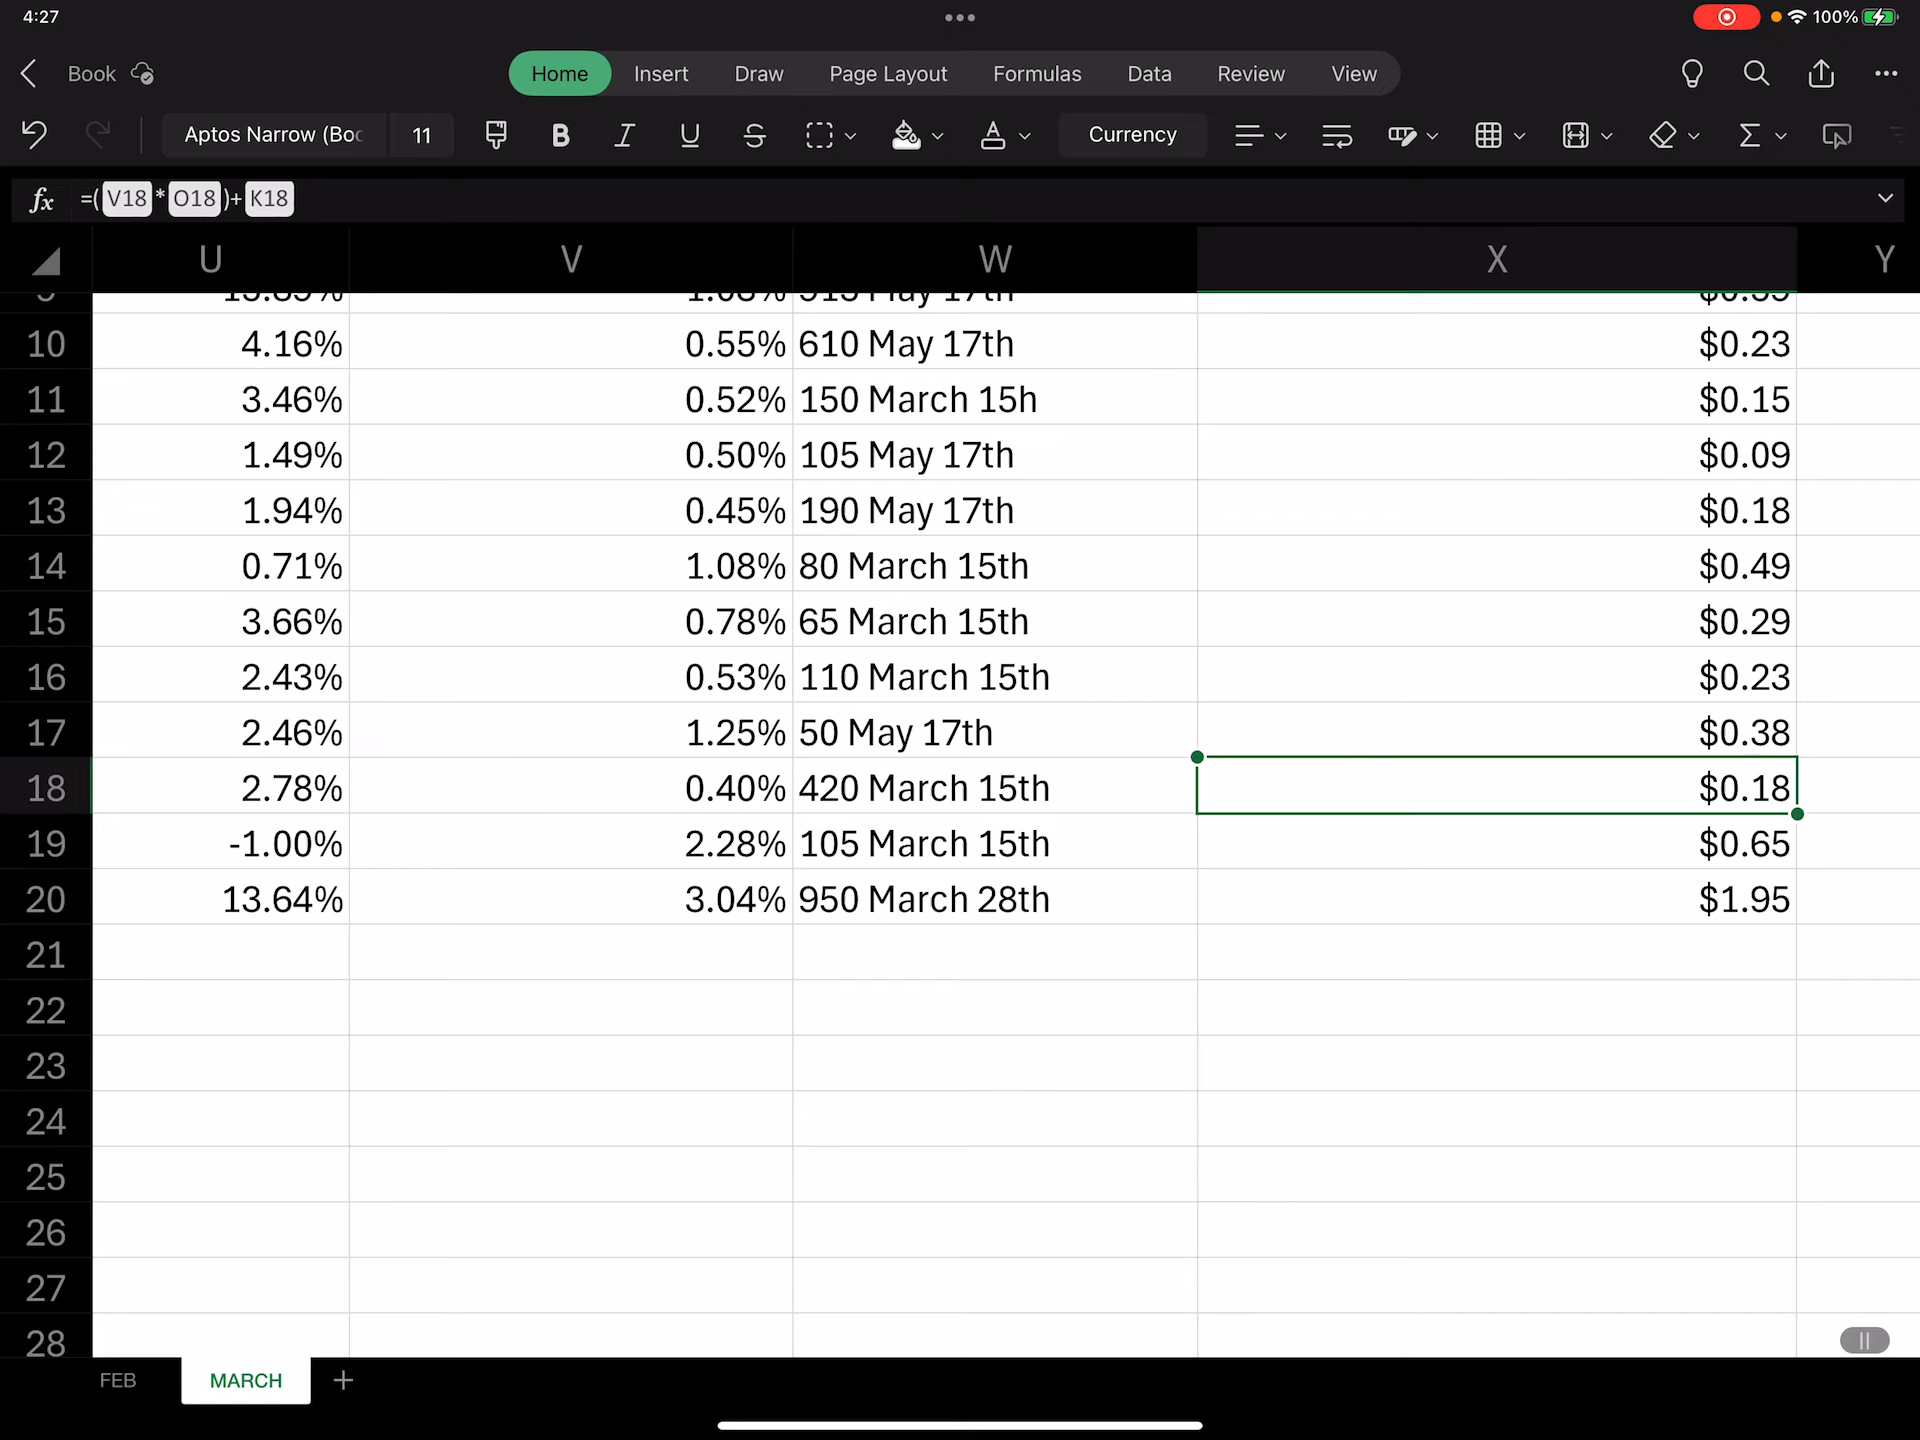 4:27 100%
Book Home Insert Draw Page Layout Formulas Data Review View
Aptos Narrow (Boo 11 B I U S A Currency Σ
fx =(V18*O18)+K18
U V W X Y
10 4.16% 0.55% 610 May 17th $0.23
11 3.46% 0.52% 150 March 15h $0.15
12 1.49% 0.50% 105 May 17th $0.09
13 1.94% 0.45% 190 May 17th $0.18
14 0.71% 1.08% 80 March 15th $0.49
15 3.66% 0.78% 65 March 15th $0.29
16 2.43% 0.53% 110 March 15th $0.23
17 2.46% 1.25% 50 May 17th $0.38
18 2.78% 0.40% 420 March 15th $0.18
19 -1.00% 2.28% 105 March 15th $0.65
20 13.64% 3.04% 950 March 28th $1.95
21
22
23
24
25
26
27
28
FEB MARCH +